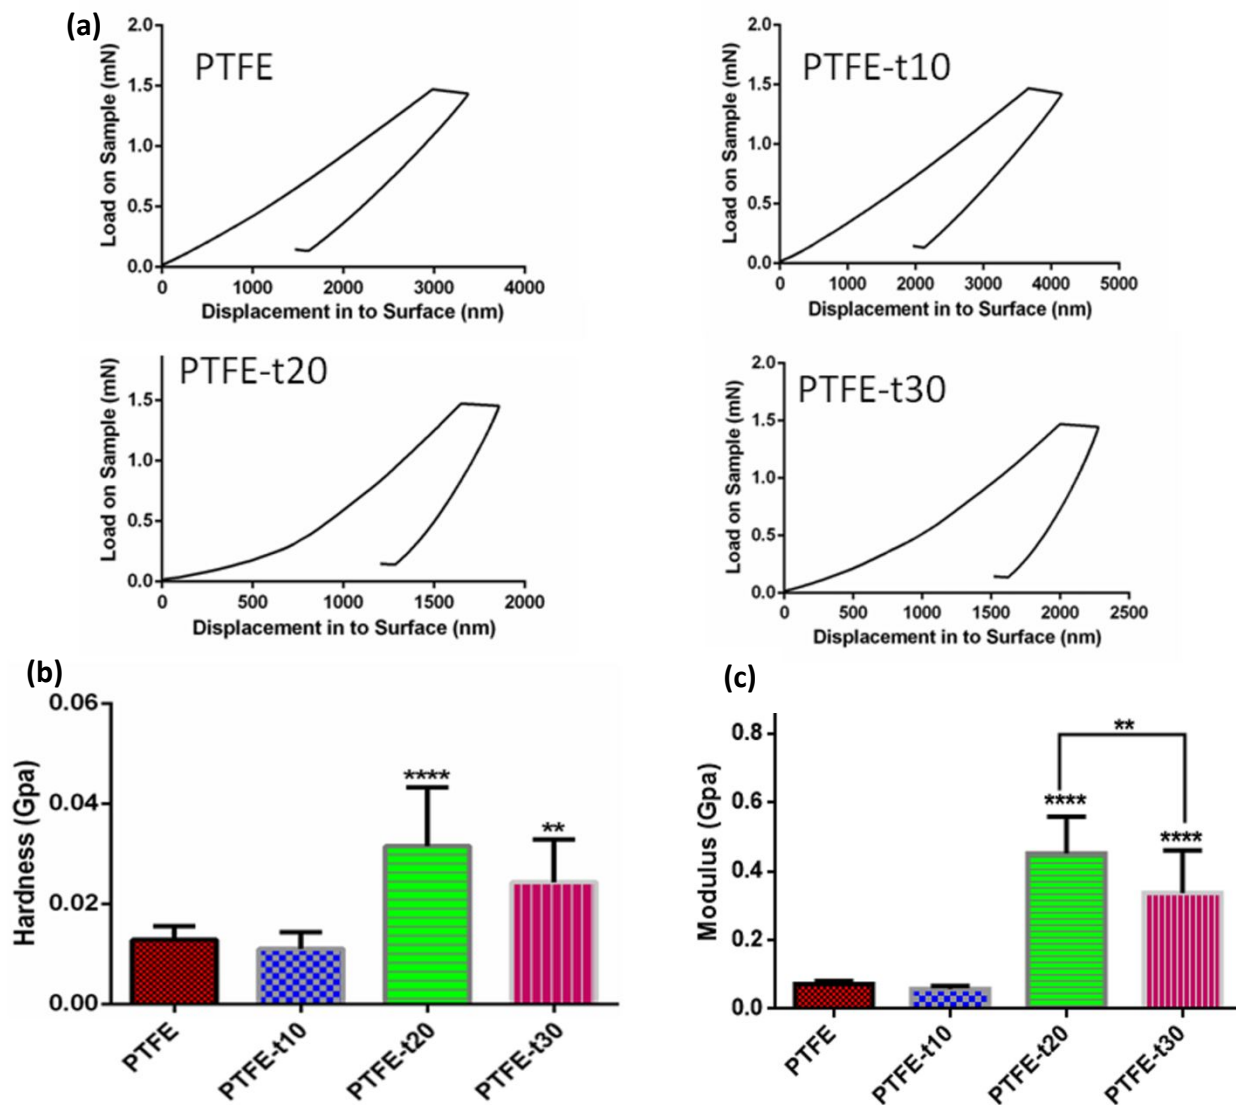 (a)
PTFE
Load on Sample (mN)
2.0
1.5
1.0
0.5
0.0
0
1000
2000
3000
4000
Displacement in to Surface (nm)
PTFE-t10
Load on Sample (mN)
2.0
1.5
1.0
0.5
0.0
0
1000
2000
3000
4000
5000
Displacement in to Surface (nm)
PTFE-t20
Load on Sample (mN)
1.5
1.0
0.5
0.0
0
500
1000
1500
2000
Displacement in to Surface (nm)
PTFE-t30
Load on Sample (mN)
2.0
1.5
1.0
0.5
0.0
0
500
1000
1500
2000
2500
Displacement in to Surface (nm)
(b)
Hardness (Gpa)
0.06
0.04
0.02
0.00
****
**
PTFE
PTFE-t10
PTFE-t20
PTFE-t30
(c)
Modulus (Gpa)
0.8
0.6
0.4
0.2
0.0
**
****
****
PTFE
PTFE-t10
PTFE-t20
PTFE-t30